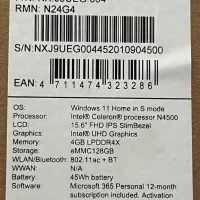 RMN: N24G4
S/N:NXJ9UEG004452010904500
EAN: 4 711474 323286
OS: Windows 11 Home in S mode
Processor: Intel® Celeron® processor N4500
LCD: 15.6" FHD IPS SlimBezel
Graphics: Intel® UHD Graphics
Memory: 4GB LPDDR4X
Storage: eMMC128GB
WLAN/Bluetooth: 802.11ac + BT
WWAN: N/A
Battery: 45Wh battery
Software: Microsoft 365 Personal 12-month
subscription included. Activation